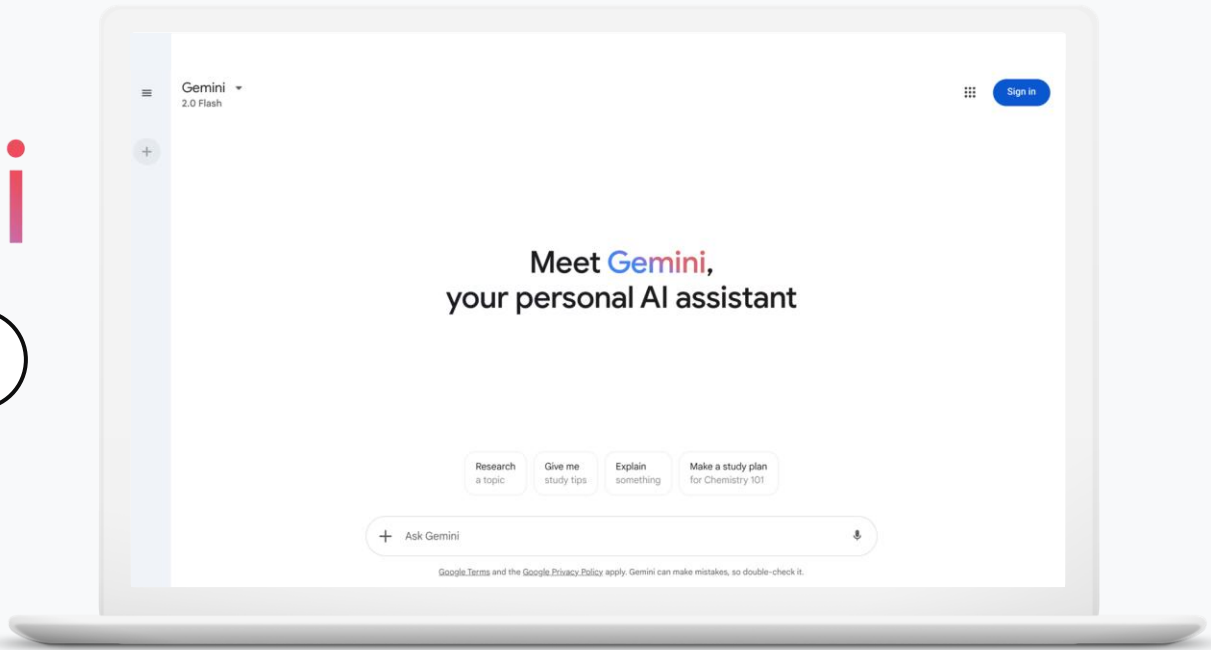 i
Gemini
2.0 Flash
Sign in
Meet Gemini,
your personal AI assistant
Research
a topic
Give me
study tips
Explain
something
Make a study plan
for Chemistry 101
Ask Gemini
Google Terms and the Google Privacy Policy apply. Gemini can make mistakes, so double-check it.